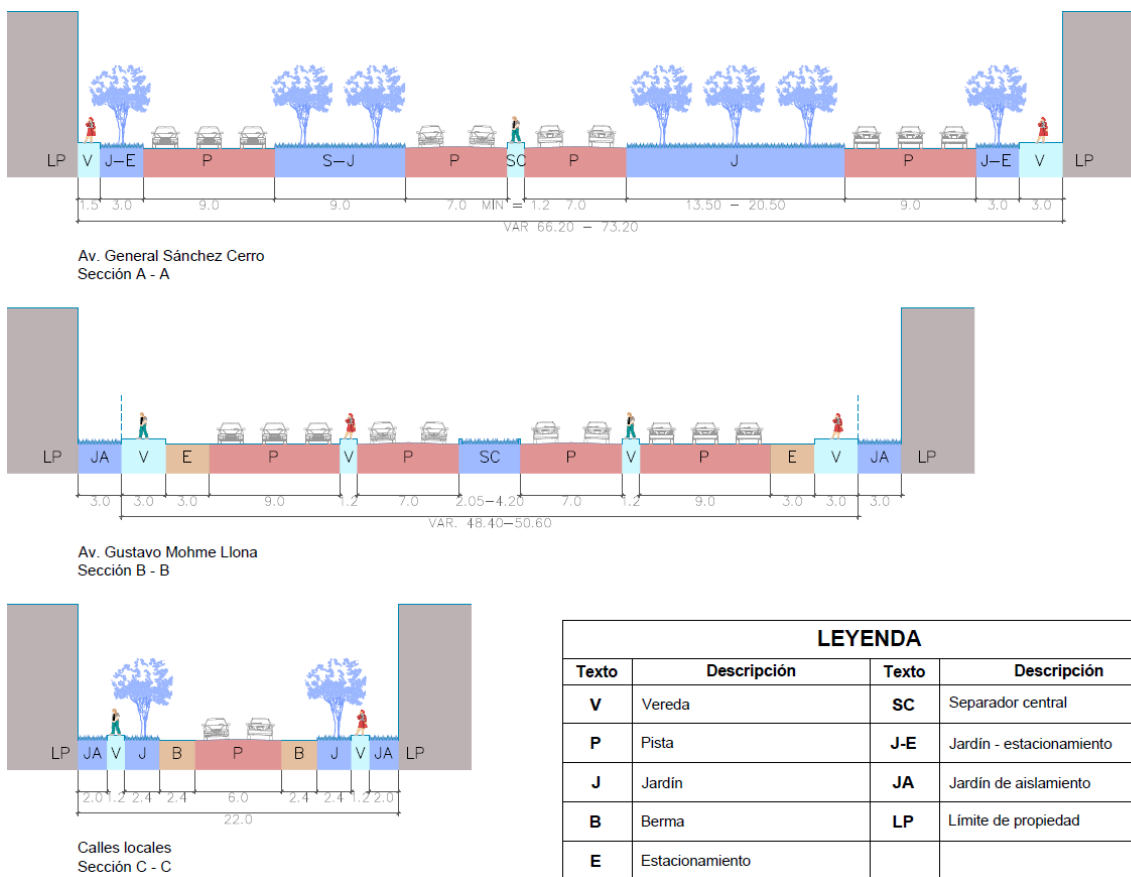 LP V J-E P S-J P SC P J P J-E V LP
1.5 3.0 9.0 9.0 7.0 MIN = 1.2 7.0 13.50 - 20.50 9.0 3.0 3.0
VAR 66.20 - 73.20
Av. General Sánchez Cerro
Sección A - A
LP JA V E P V P SC P V P E V JA LP
3.0 3.0 3.0 9.0 1.2 7.0 2.05-4.20 7.0 1.2 9.0 3.0 3.0 3.0
VAR. 48.40-50.60
Av. Gustavo Mohme Llona
Sección B - B
LP JA V J B P B J V JA LP
2.0 1.2 2.4 2.4 6.0 2.4 2.4 1.2 2.0
22.0
Calles locales
Sección C - C
LEYENDA
Texto Descripción Texto Descripción
V Vereda SC Separador central
P Pista J-E Jardín - estacionamiento
J Jardín JA Jardín de aislamiento
B Berma LP Límite de propiedad
E Estacionamiento